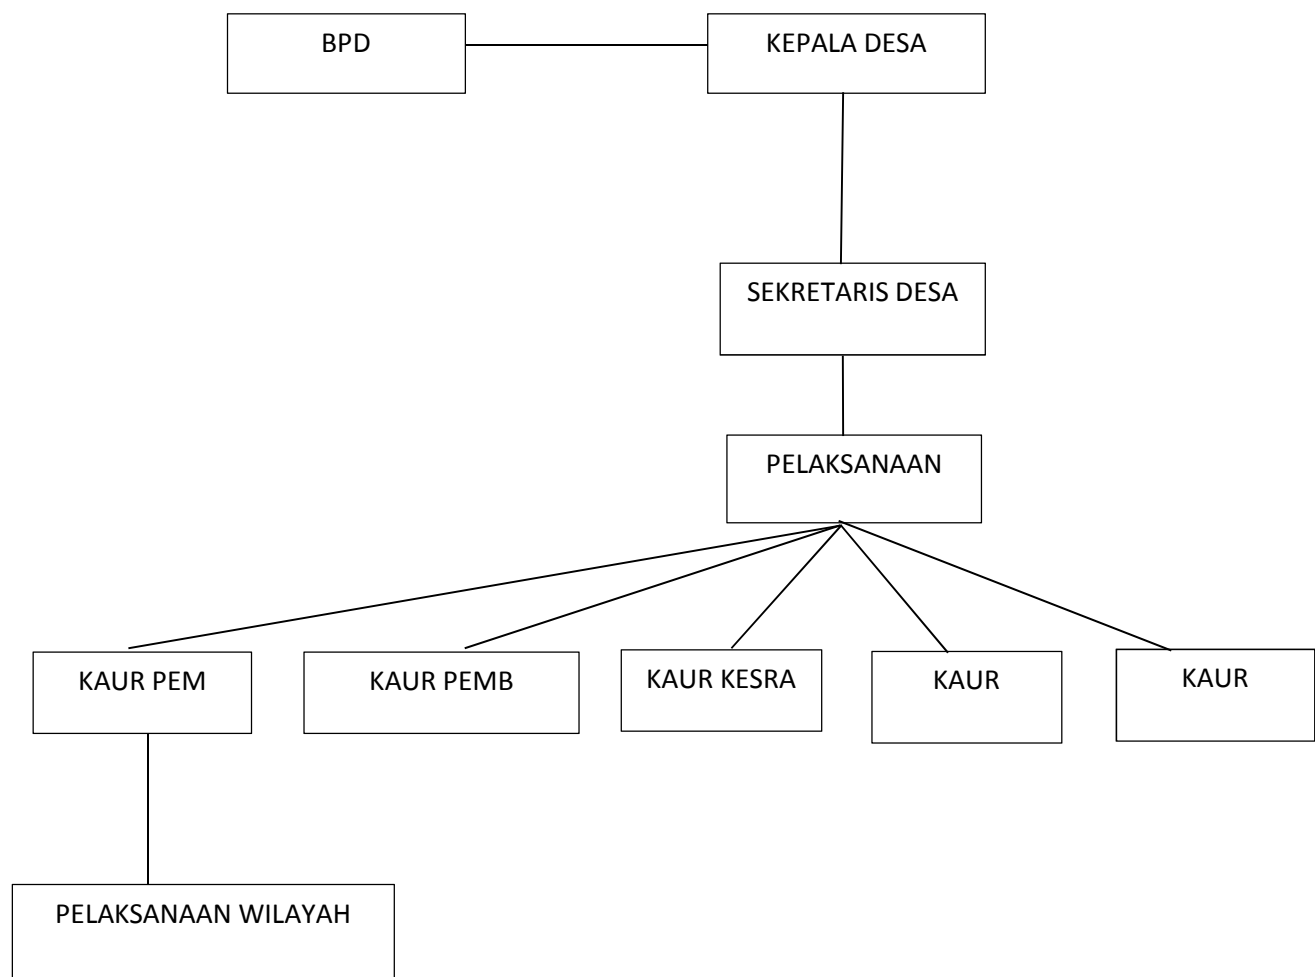 BPD
KEPALA DESA
SEKRETARIS DESA
PELAKSANAAN
KAUR PEM
KAUR PEMB
KAUR KESRA
KAUR
KAUR
PELAKSANAAN WILAYAH